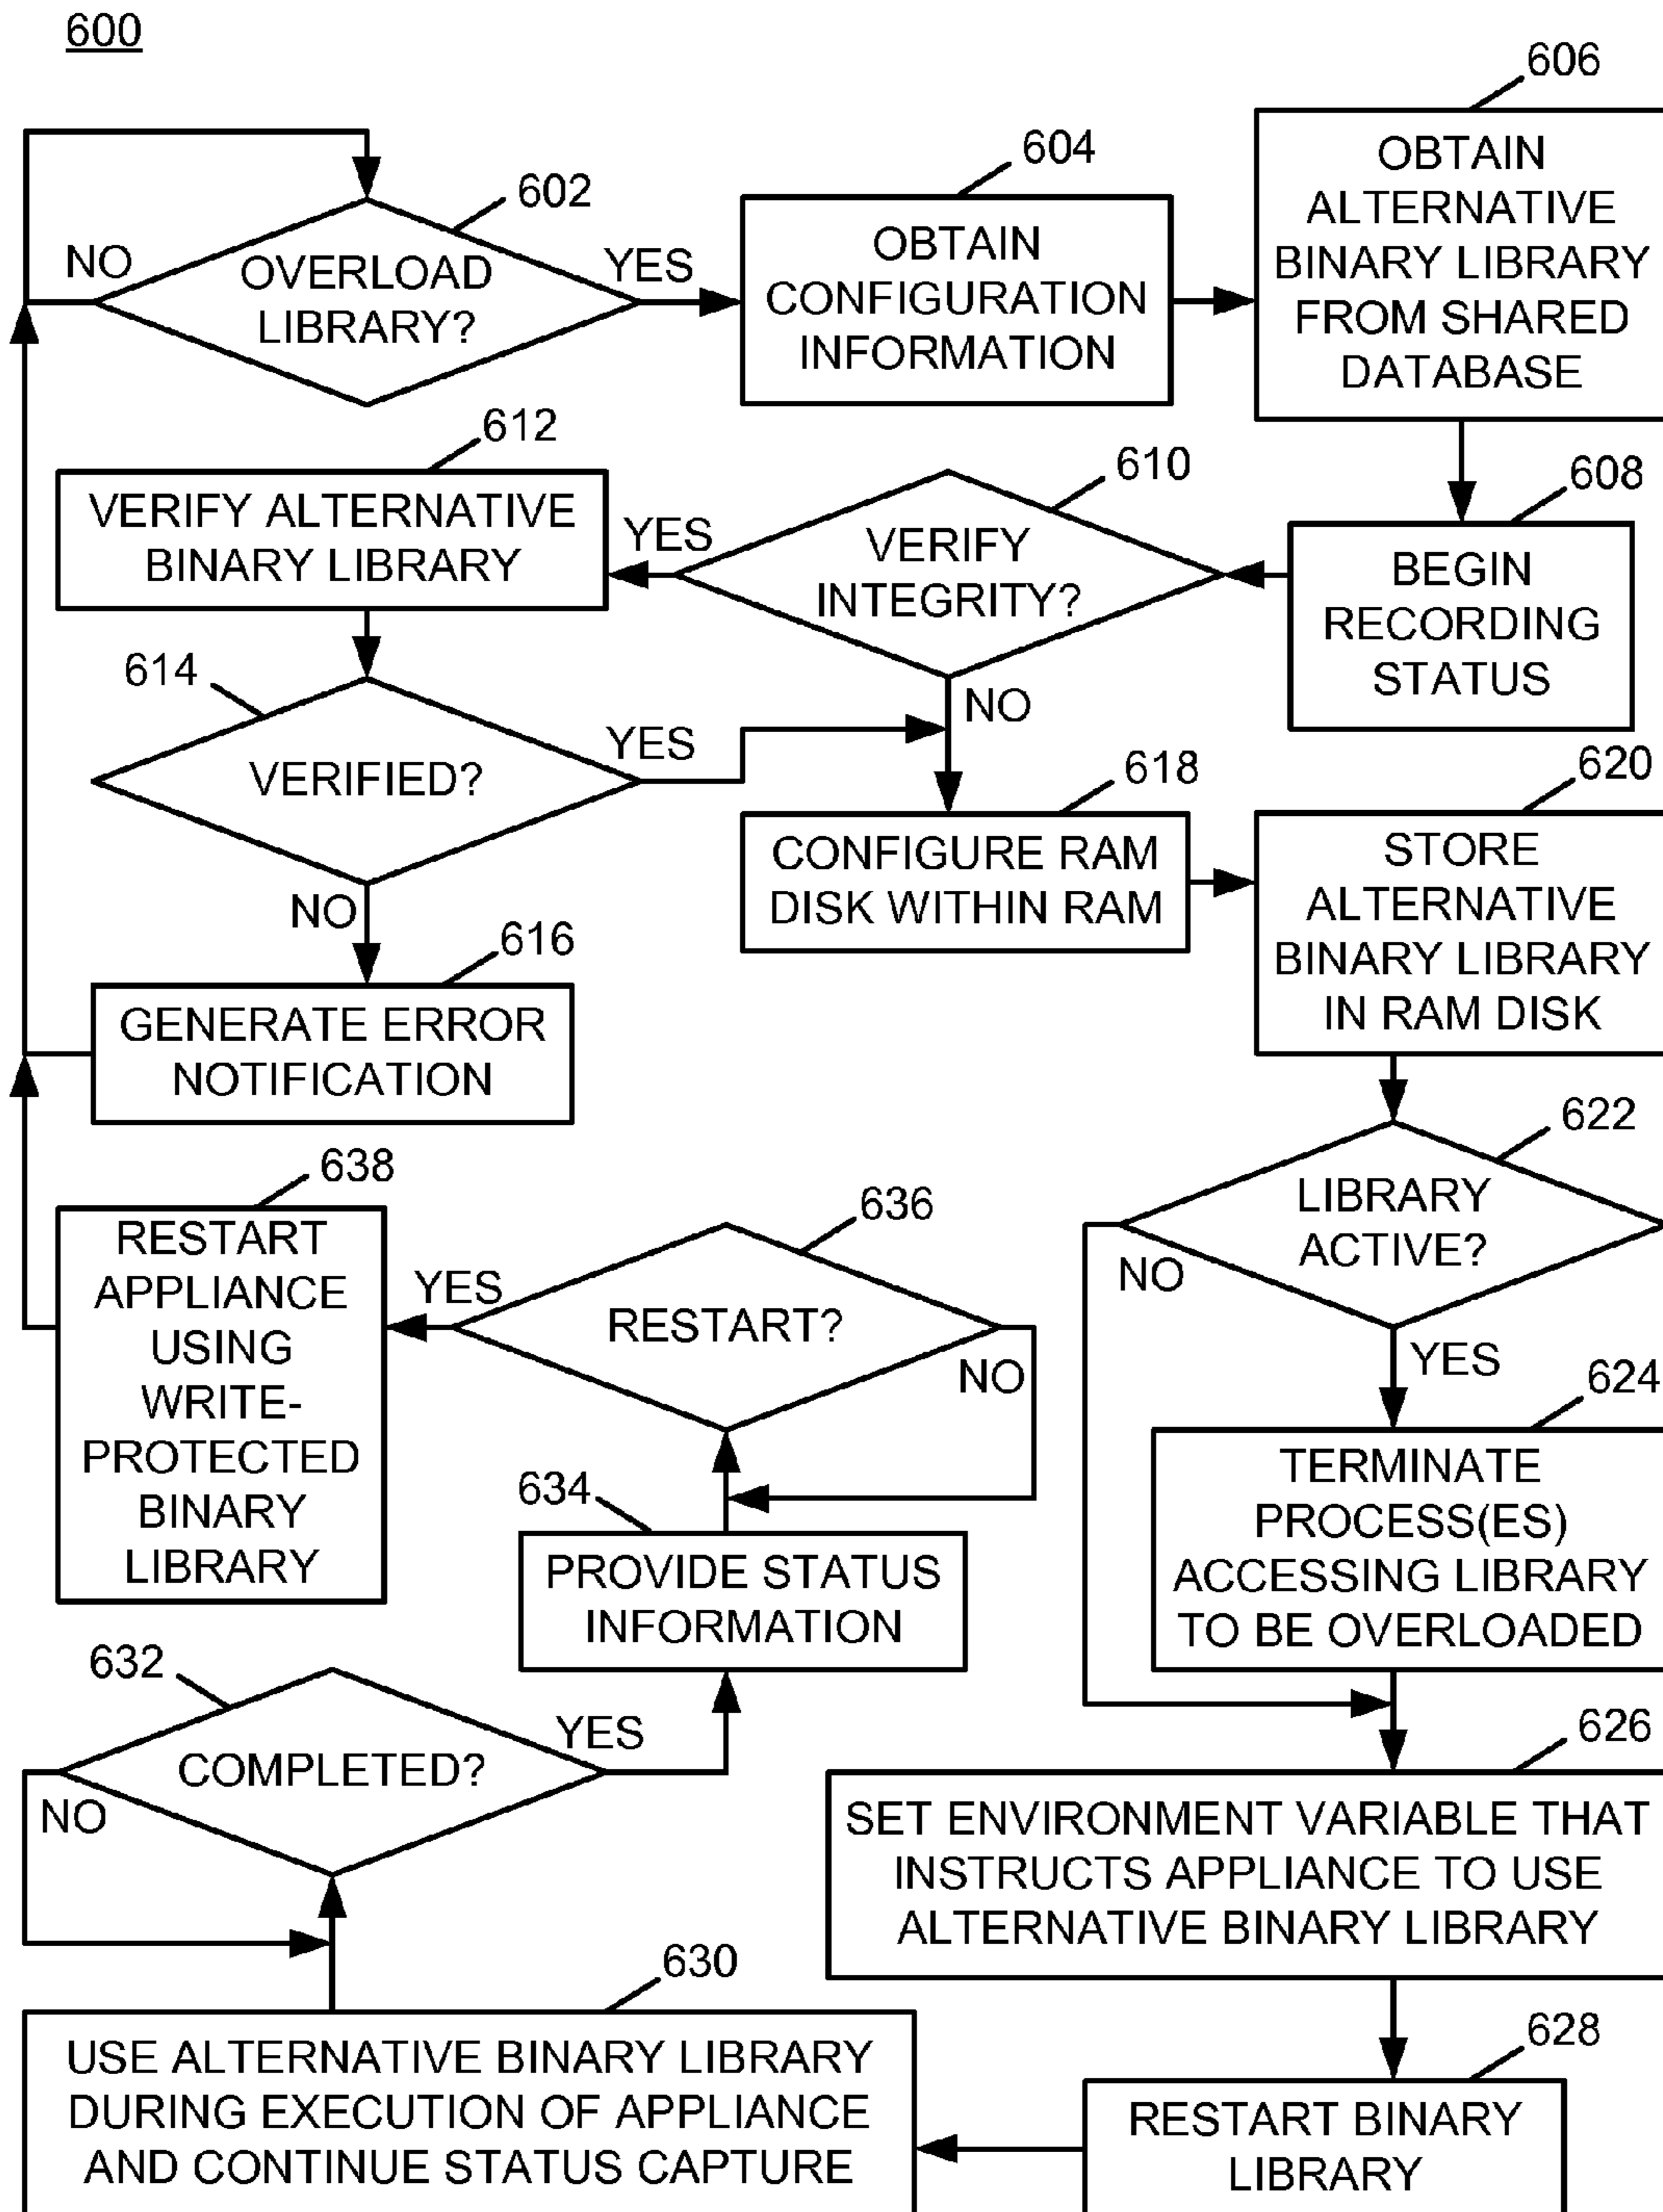 600
602
OVERLOAD
LIBRARY?
NO
YES
604
OBTAIN
CONFIGURATION
INFORMATION
606
OBTAIN
ALTERNATIVE
BINARY LIBRARY
FROM SHARED
DATABASE
608
BEGIN
RECORDING
STATUS
610
VERIFY
INTEGRITY?
YES
NO
612
VERIFY ALTERNATIVE
BINARY LIBRARY
614
VERIFIED?
YES
NO
616
GENERATE ERROR
NOTIFICATION
618
CONFIGURE RAM
DISK WITHIN RAM
620
STORE
ALTERNATIVE
BINARY LIBRARY
IN RAM DISK
622
LIBRARY
ACTIVE?
NO
YES
624
TERMINATE
PROCESS(ES)
ACCESSING LIBRARY
TO BE OVERLOADED
626
SET ENVIRONMENT VARIABLE THAT
INSTRUCTS APPLIANCE TO USE
ALTERNATIVE BINARY LIBRARY
628
RESTART BINARY
LIBRARY
630
USE ALTERNATIVE BINARY LIBRARY
DURING EXECUTION OF APPLIANCE
AND CONTINUE STATUS CAPTURE
632
COMPLETED?
NO
YES
634
PROVIDE STATUS
INFORMATION
636
RESTART?
YES
NO
638
RESTART
APPLIANCE
USING
WRITE-
PROTECTED
BINARY
LIBRARY